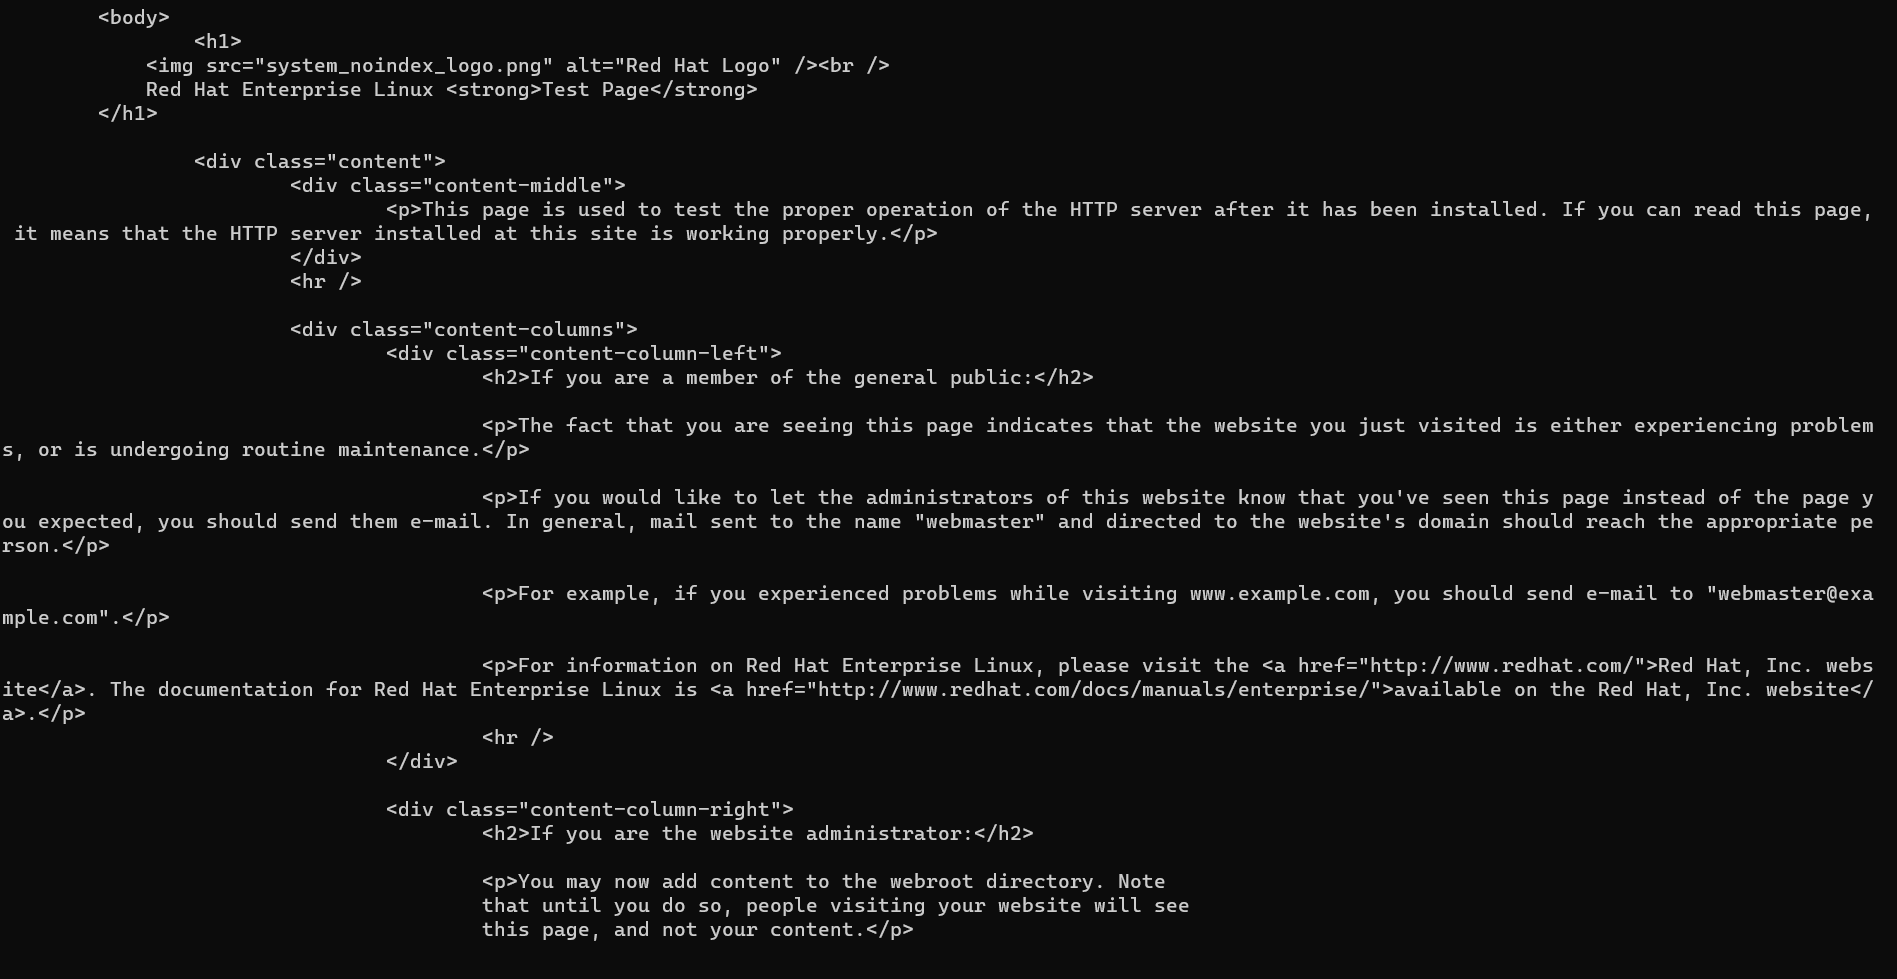 <body>
<h1>
<img src="system_noindex_logo.png" alt="Red Hat Logo" /><br />
Red Hat Enterprise Linux <strong>Test Page</strong>
</h1>
<div class="content">
<div class="content-middle">
<p>This page is used to test the proper operation of the HTTP server after it has been installed. If you can read this page,
it means that the HTTP server installed at this site is working properly.</p>
</div>
<hr />
<div class="content-columns">
<div class="content-column-left">
<h2>If you are a member of the general public:</h2>
<p>The fact that you are seeing this page indicates that the website you just visited is either experiencing problem
s, or is undergoing routine maintenance.</p>
<p>If you would like to let the administrators of this website know that you've seen this page instead of the page y
ou expected, you should send them e-mail. In general, mail sent to the name "webmaster" and directed to the website's domain should reach the appropriate pe
rson.</p>
<p>For example, if you experienced problems while visiting www.example.com, you should send e-mail to "webmaster@exa
mple.com".</p>
<p>For information on Red Hat Enterprise Linux, please visit the <a href="http://www.redhat.com/">Red Hat, Inc. webs
ite</a>. The documentation for Red Hat Enterprise Linux is <a href="http://www.redhat.com/docs/manuals/enterprise/">available on the Red Hat, Inc. website</
a>.</p>
<hr />
</div>
<div class="content-column-right">
<h2>If you are the website administrator:</h2>
<p>You may now add content to the webroot directory. Note
that until you do so, people visiting your website will see
this page, and not your content.</p>